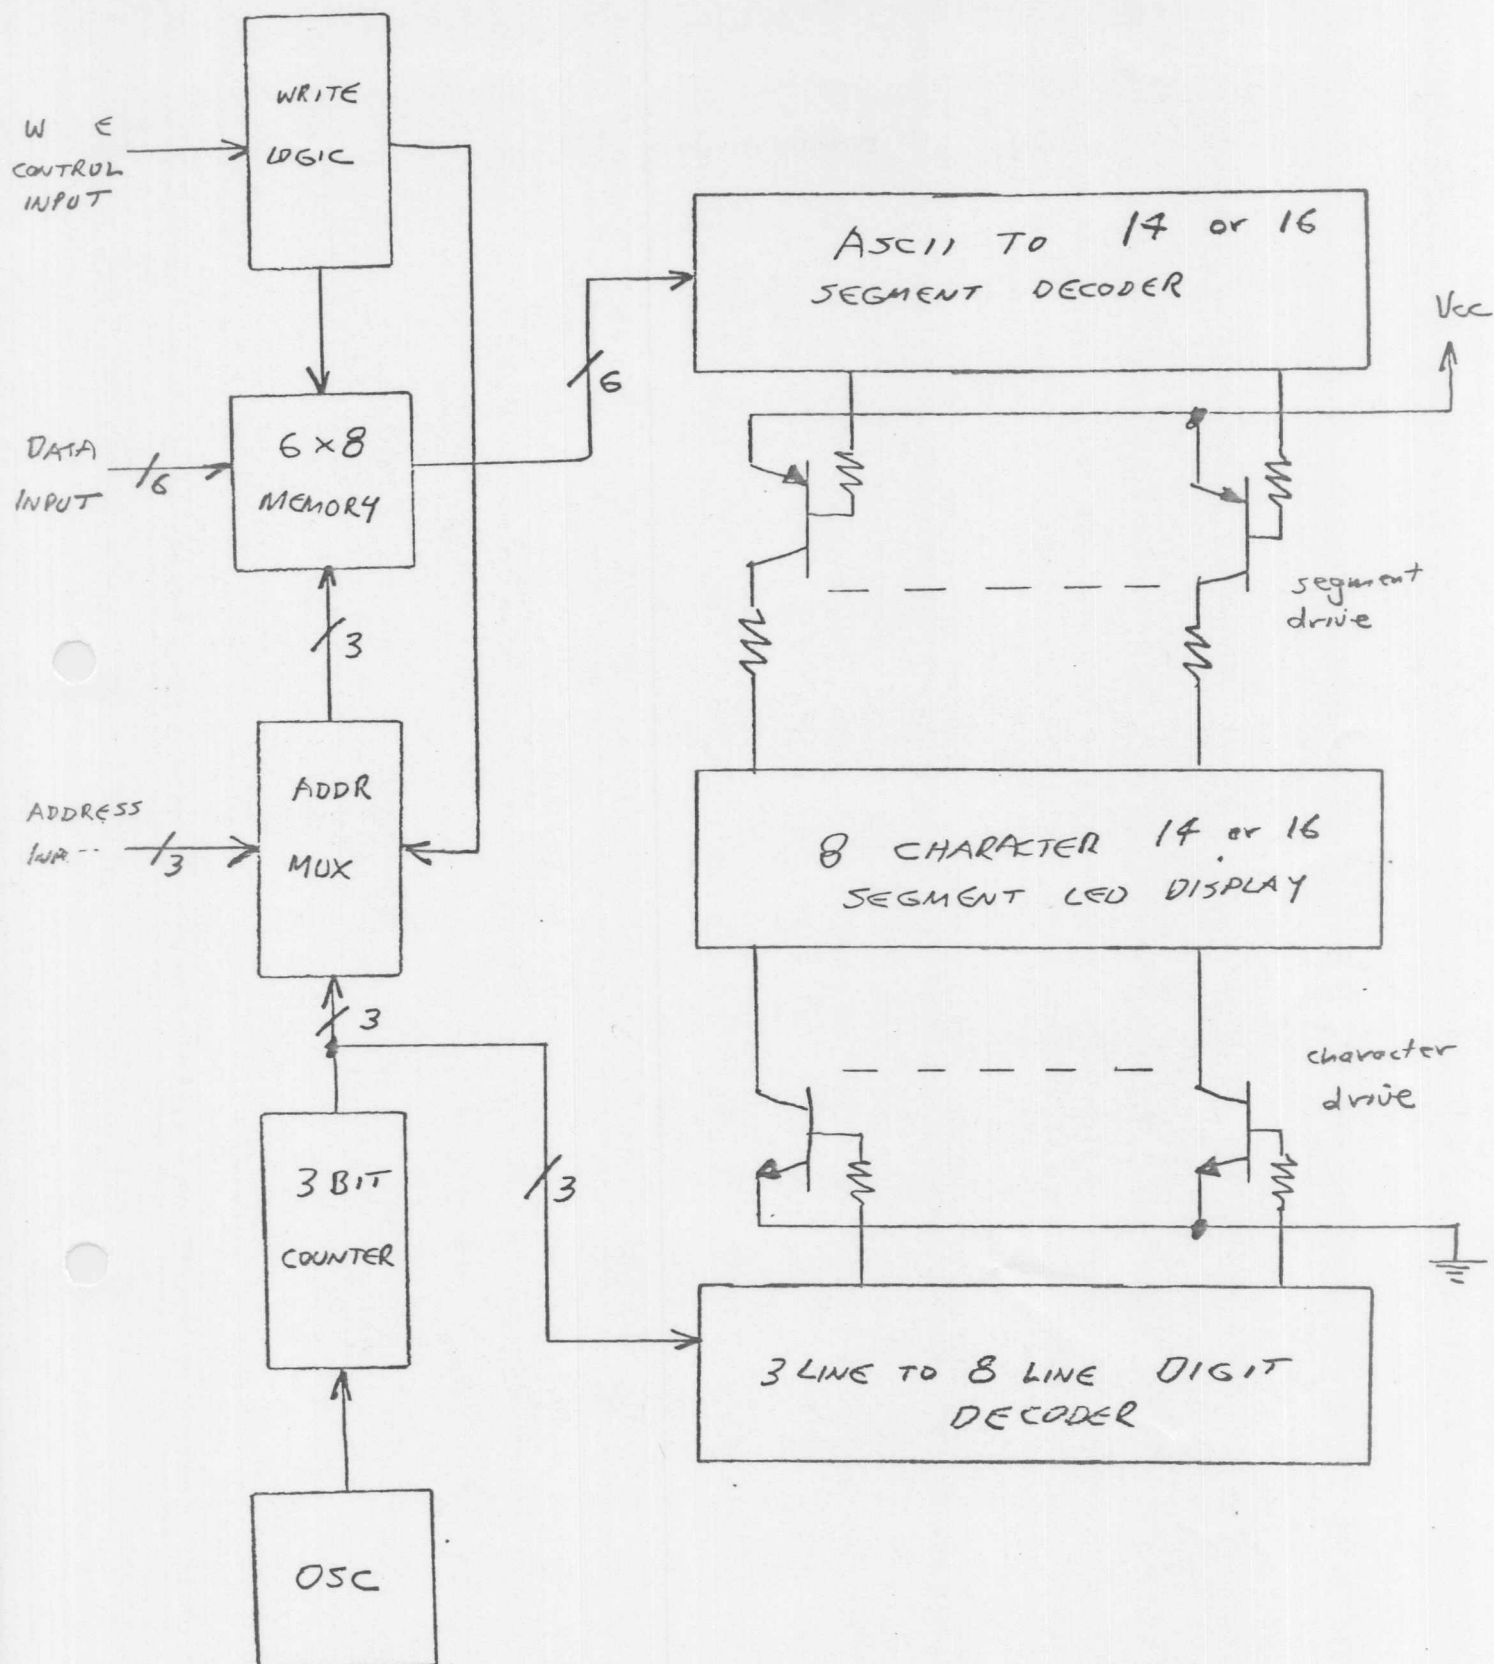 WRITE
LOGIC
W E
CONTROL
INPUT
ASCII TO 14 or 16
SEGMENT DECODER
Vcc
6
DATA
INPUT
6
6 x 8
MEMORY
segment
drive
3
ADDR
MUX
ADDRESS
3
8 CHARACTER 14 or 16
SEGMENT LED DISPLAY
3
character
drive
3 BIT
COUNTER
3
3 LINE TO 8 LINE DIGIT
DECODER
OSC